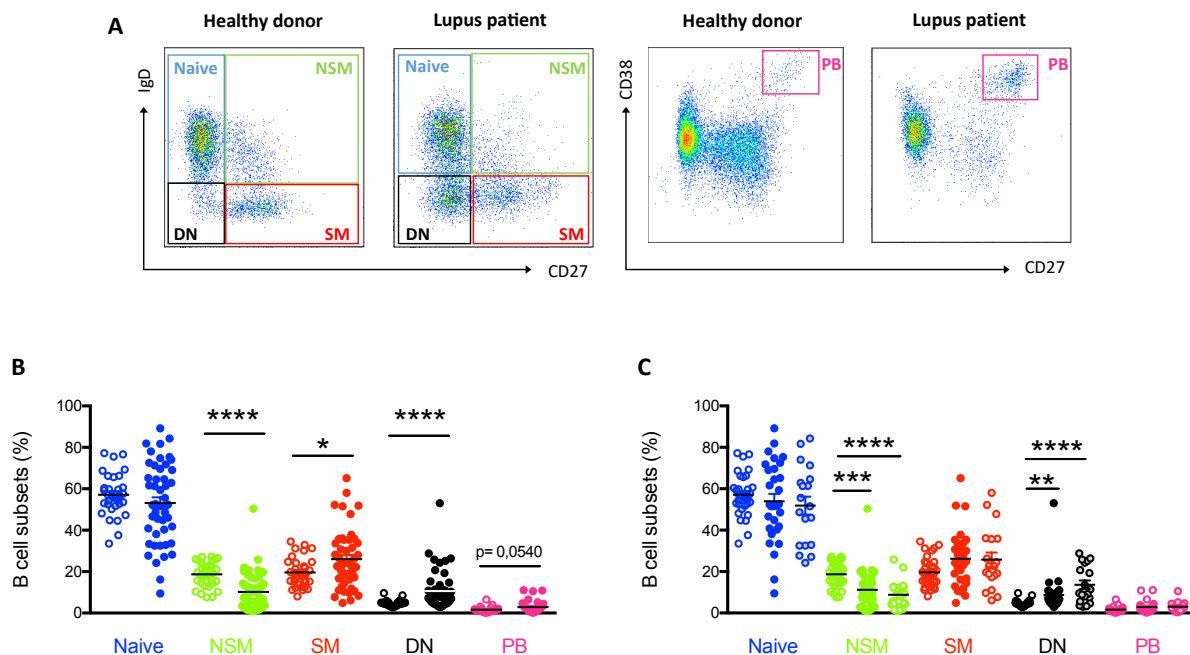 A
Healthy donor
Lupus patient
Healthy donor
Lupus patient
IgD
Naive
NSM
DN
SM
Naive
NSM
DN
SM
CD27
CD38
PB
PB
CD27
B
B cell subsets (%)
100
80
60
40
20
0
****
*
****
p= 0,0540
Naive
NSM
SM
DN
PB
C
B cell subsets (%)
100
80
60
40
20
0
****
***
****
**
Naive
NSM
SM
DN
PB